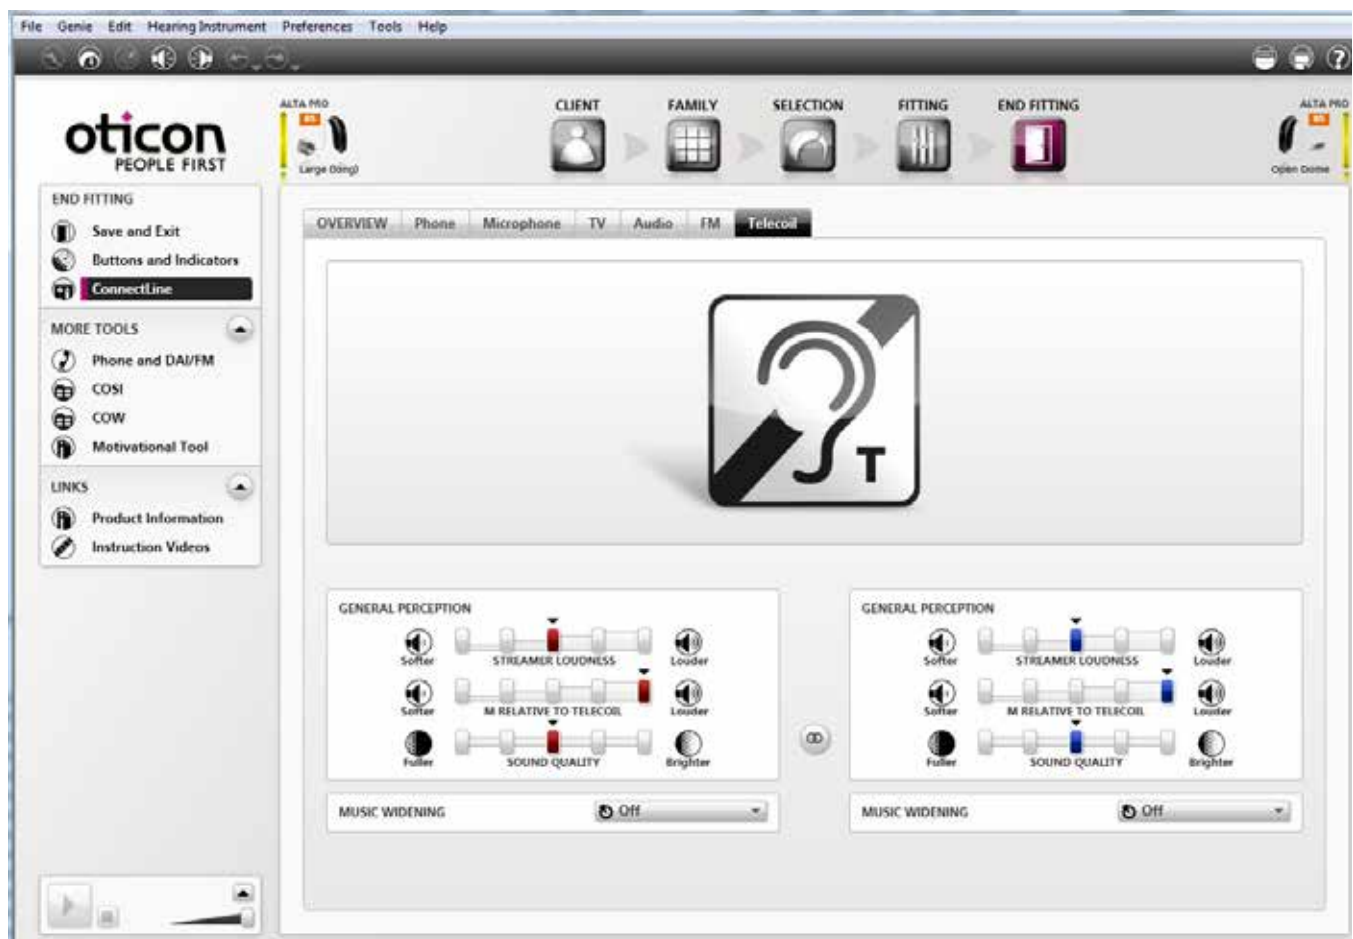 File Genie Edit Hearing Instrument Preferences Tools Help
oticon
PEOPLE FIRST
ALTA PRO
85
Large (long)
CLIENT FAMILY SELECTION FITTING END FITTING
ALTA PRO
85
Open Dome
END FITTING
Save and Exit
Buttons and Indicators
ConnectLine
MORE TOOLS
Phone and DAI/FM
COSI
COW
Motivational Tool
LINKS
Product Information
Instruction Videos
OVERVIEW Phone Microphone TV Audio FM Telecoil
T
GENERAL PERCEPTION
Softer STREAMER LOUDNESS Louder
Softer M RELATIVE TO TELECOIL Louder
Fuller SOUND QUALITY Brighter
MUSIC WIDENING Off
GENERAL PERCEPTION
Softer STREAMER LOUDNESS Louder
Softer M RELATIVE TO TELECOIL Louder
Fuller SOUND QUALITY Brighter
MUSIC WIDENING Off